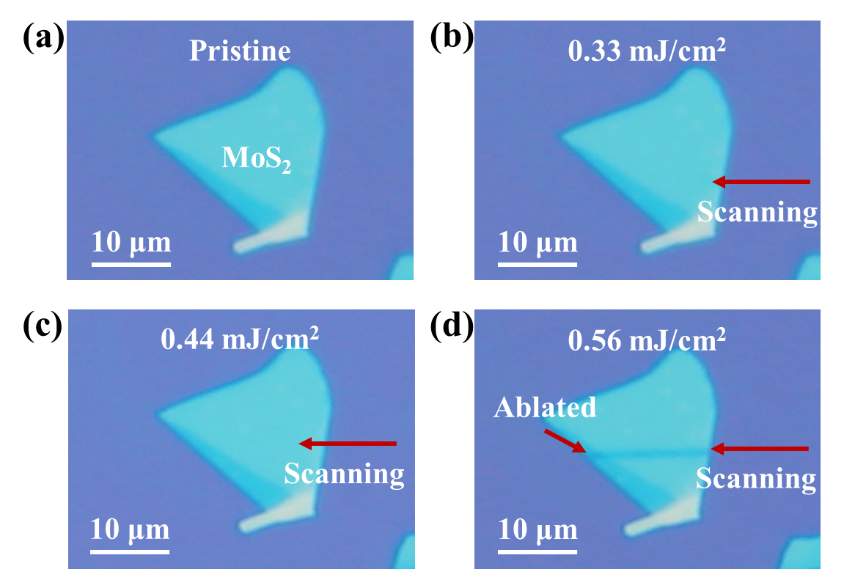 (a)
Pristine
MoS₂
10 μm
(b)
0.33 mJ/cm²
Scanning
10 μm
(c)
0.44 mJ/cm²
Scanning
10 μm
(d)
0.56 mJ/cm²
Ablated
Scanning
10 μm